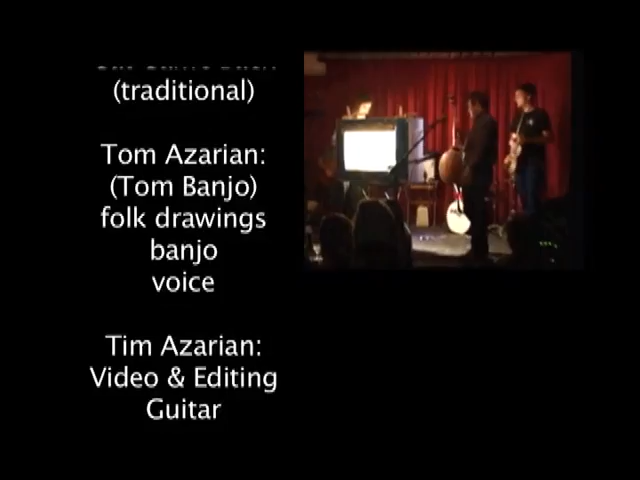 (traditional)
Tom Azarian:
(Tom Banjo)
folk drawings
banjo
voice
Tim Azarian:
Video & Editing
Guitar